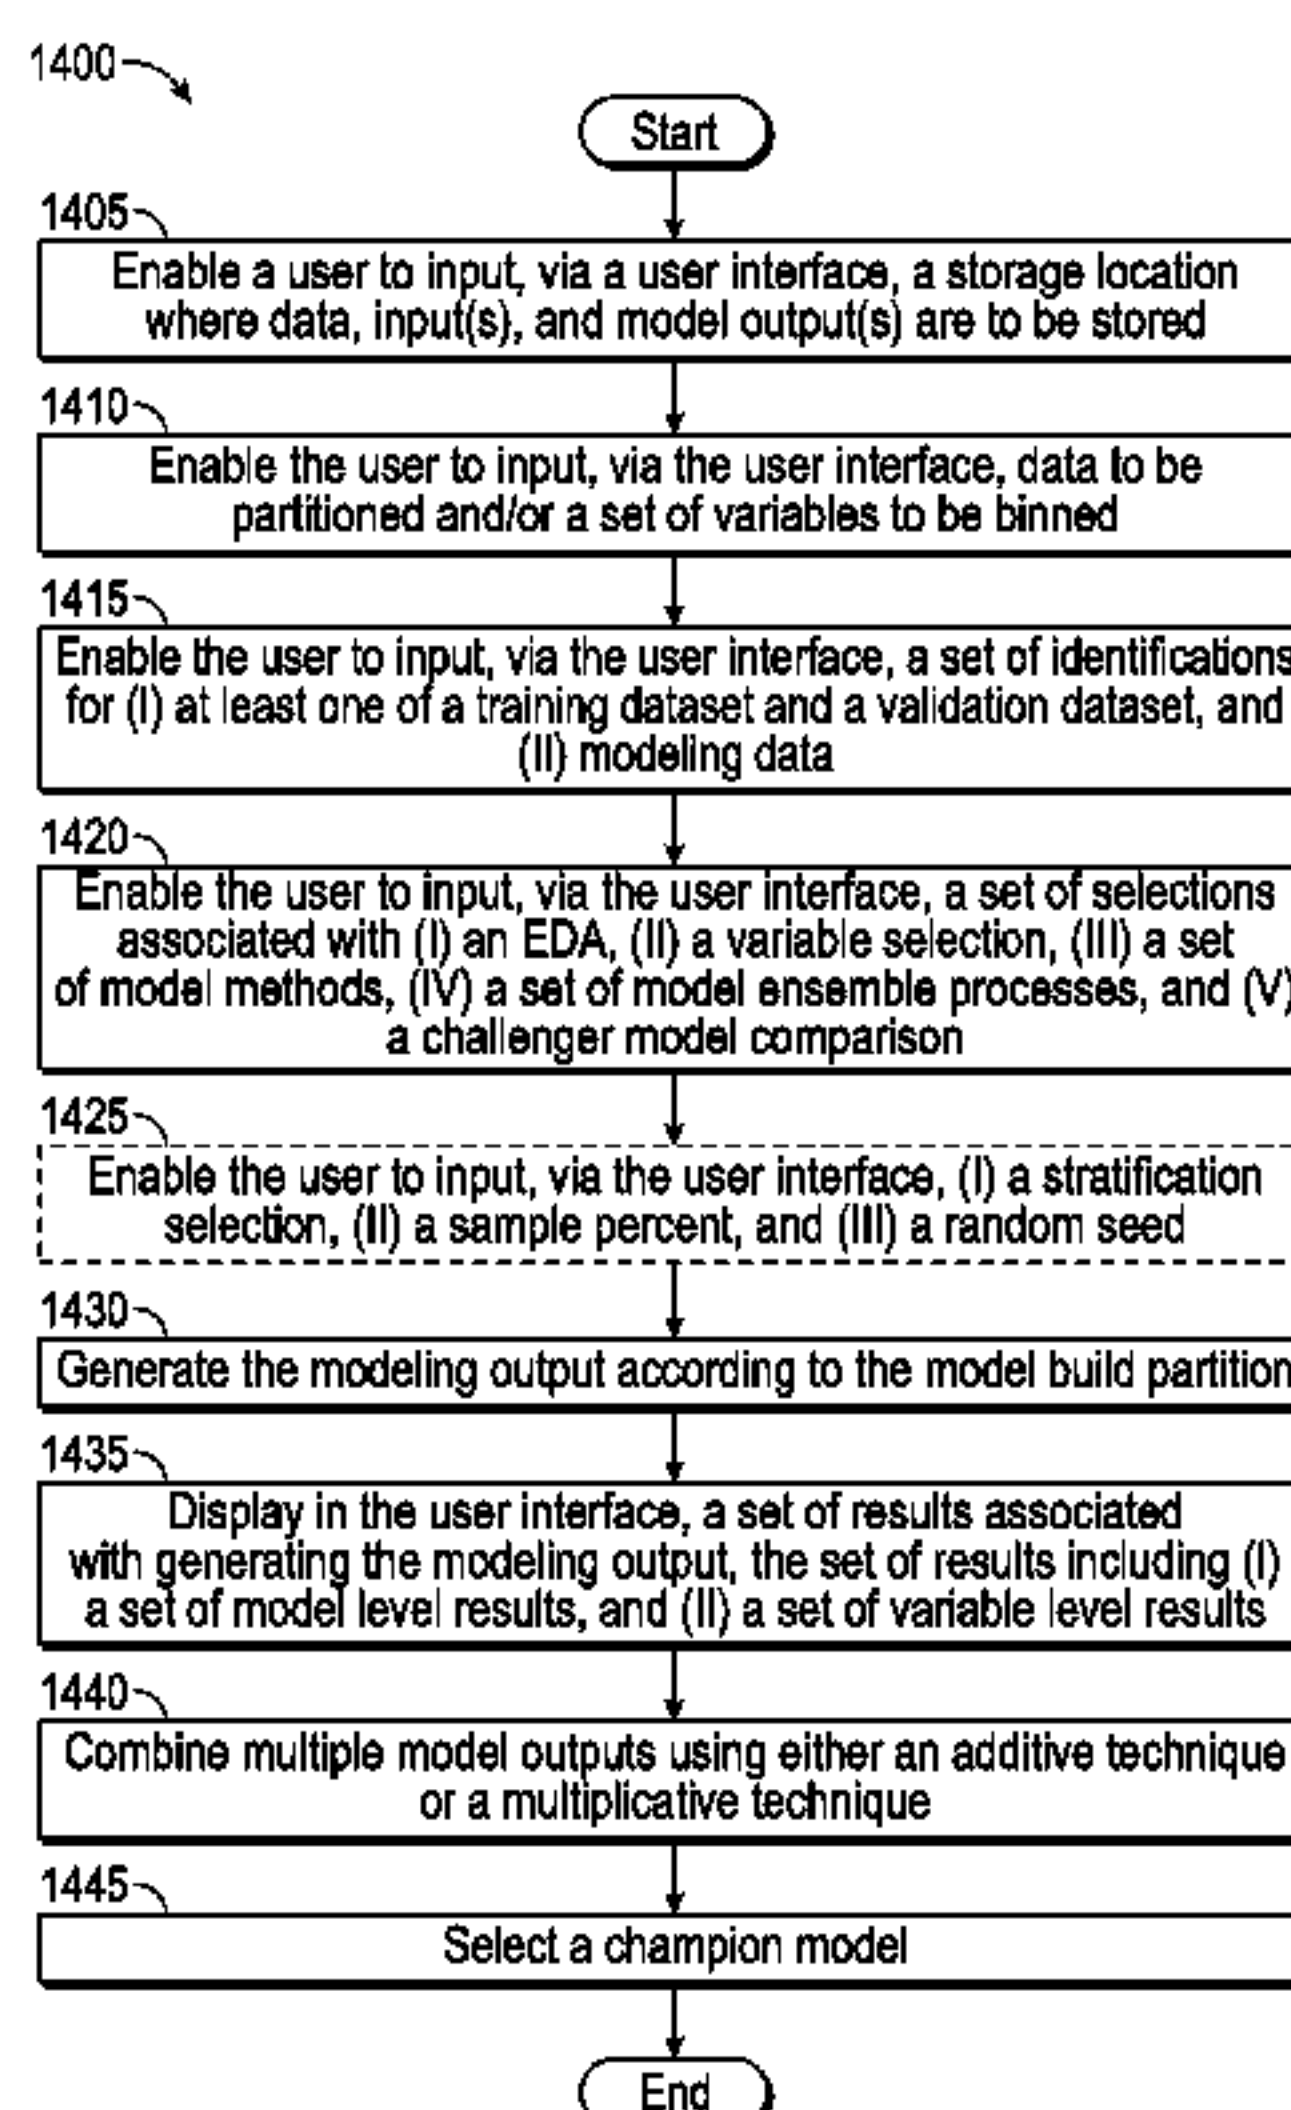 1400
Start
1405
Enable a user to input, via a user interface, a storage location
where data, input(s), and model output(s) are to be stored
1410
Enable the user to input, via the user interface, data to be
partitioned and/or a set of variables to be binned
1415
Enable the user to input, via the user interface, a set of identifications
for (I) at least one of a training dataset and a validation dataset, and
(II) modeling data
1420
Enable the user to input, via the user interface, a set of selections
associated with (I) an EDA, (II) a variable selection, (III) a set
of model methods, (IV) a set of model ensemble processes, and (V)
a challenger model comparison
1425
Enable the user to input, via the user interface, (I) a stratification
selection, (II) a sample percent, and (III) a random seed
1430
Generate the modeling output according to the model build partition
1435
Display in the user interface, a set of results associated
with generating the modeling output, the set of results including (I)
a set of model level results, and (II) a set of variable level results
1440
Combine multiple model outputs using either an additive technique
or a multiplicative technique
1445
Select a champion model
End